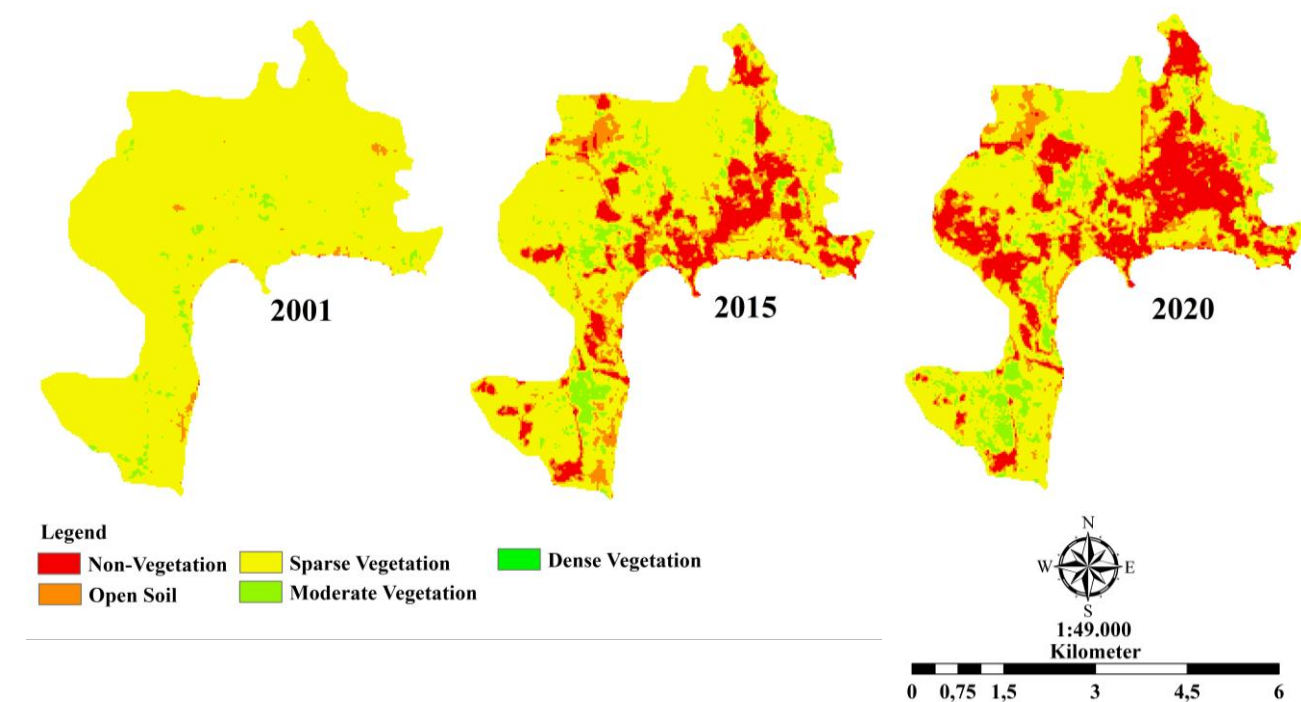 2001
2015
2020
Legend
Non-Vegetation
Sparse Vegetation
Dense Vegetation
Open Soil
Moderate Vegetation
N
W
E
S
1:49.000
Kilometer
0 0,75 1,5 3 4,5 6